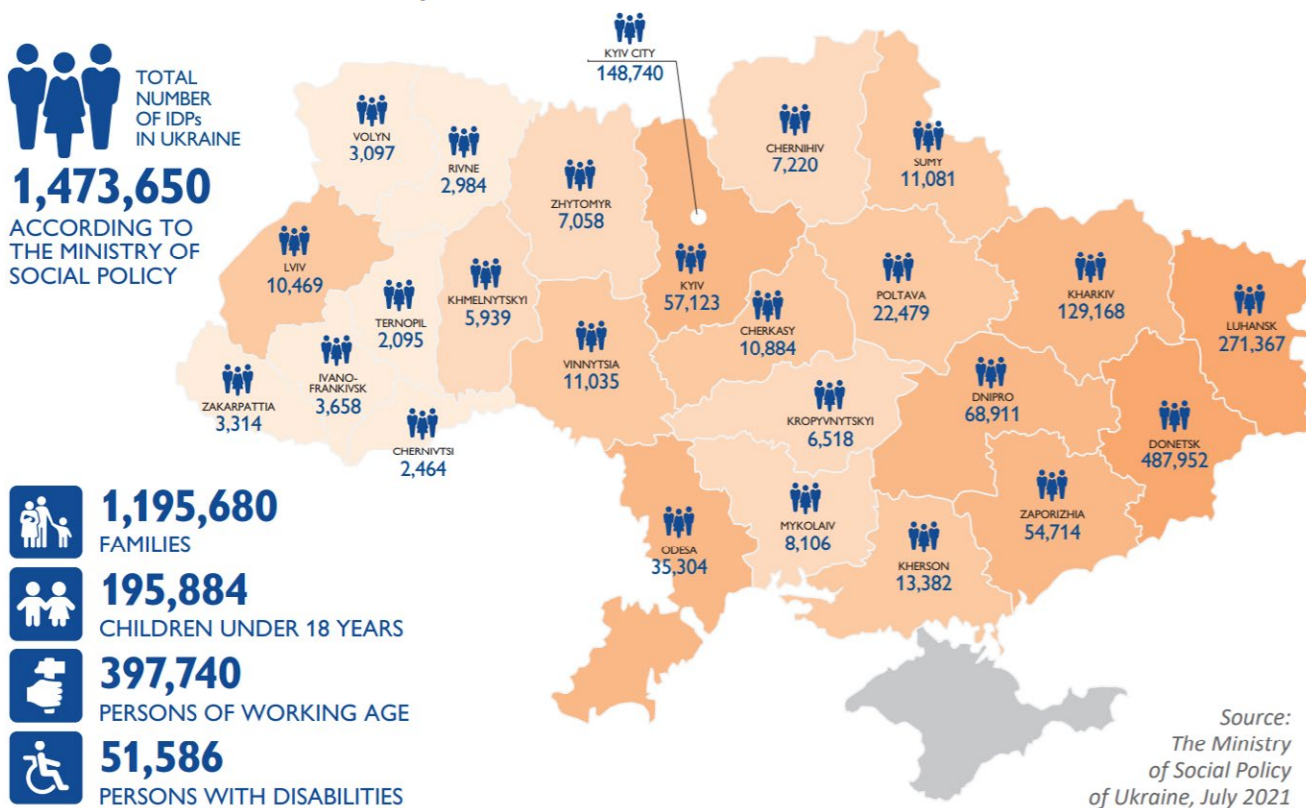 TOTAL
NUMBER
OF IDPs
IN UKRAINE
1,473,650
ACCORDING TO
THE MINISTRY OF
SOCIAL POLICY
KYIV CITY
148,740
VOLYN
3,097
RIVNE
2,984
ZHYTOMYR
7,058
CHERNIHIV
7,220
SUMY
11,081
LVIV
10,469
TERNOPIL
2,095
KHMELNYTSKYI
5,939
KYIV
57,123
CHERKASY
10,884
POLTAVA
22,479
KHARKIV
129,168
LUHANSK
271,367
ZAKARPATTIA
3,314
IVANO-
FRANKIVSK
3,658
CHERNIVTSI
2,464
VINNYTSIA
11,035
KROPYVNYTSKYI
6,518
DNIPRO
68,911
DONETSK
487,952
ODESA
35,304
MYKOLAIV
8,106
KHERSON
13,382
ZAPORIZHIA
54,714
1,195,680
FAMILIES
195,884
CHILDREN UNDER 18 YEARS
397,740
PERSONS OF WORKING AGE
51,586
PERSONS WITH DISABILITIES
Source:
The Ministry
of Social Policy
of Ukraine, July 2021